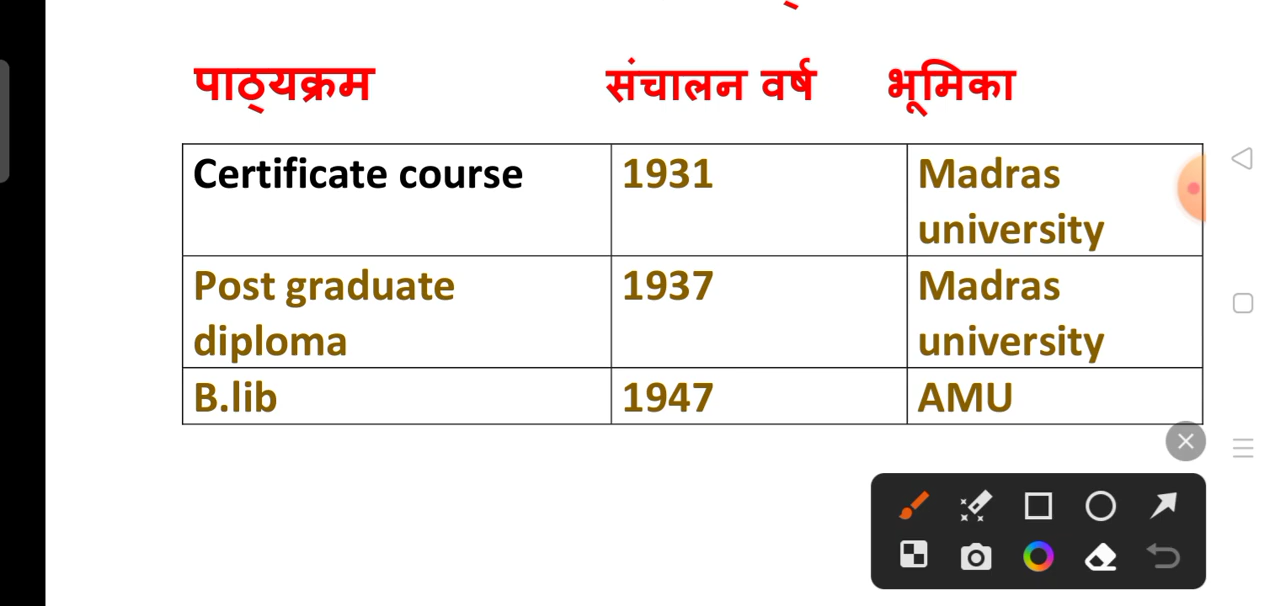 पाठ्यक्रम संचालन वर्ष भूमिका
Certificate course 1931 Madras
university
Post graduate 1937 Madras
diploma university
B.lib 1947 AMU